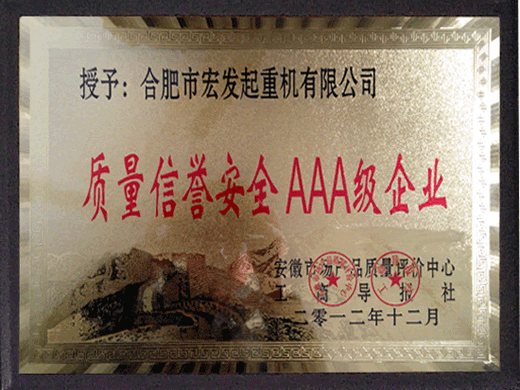 授予：合肥市宏发起重机有限公司
质量信誉安全AAA级企业
安徽市场产品质量评价中心
工商导报社
二零一二年十二月